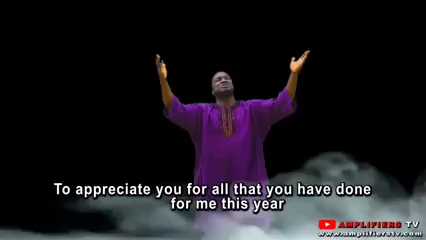 To appreciate you for all that you have done
for me this year
AMPLIFIERS TV
www.amplifierstv.com